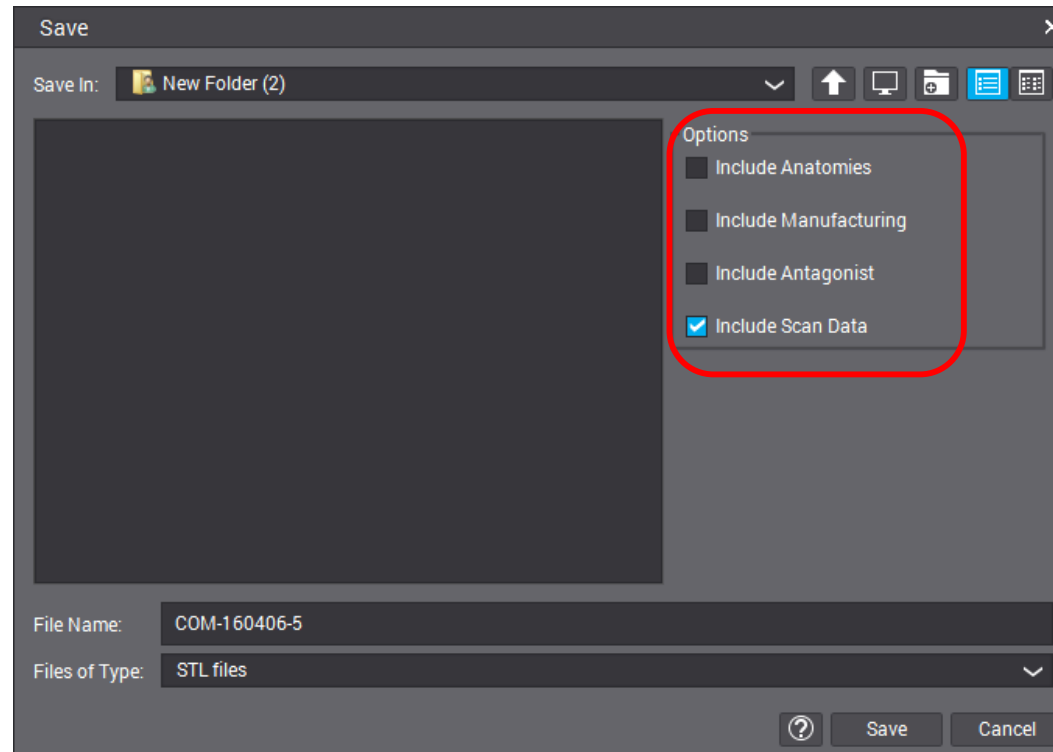 Save
Save In: New Folder (2)
Options
Include Anatomies
Include Manufacturing
Include Antagonist
Include Scan Data
File Name: COM-160406-5
Files of Type: STL files
Save Cancel